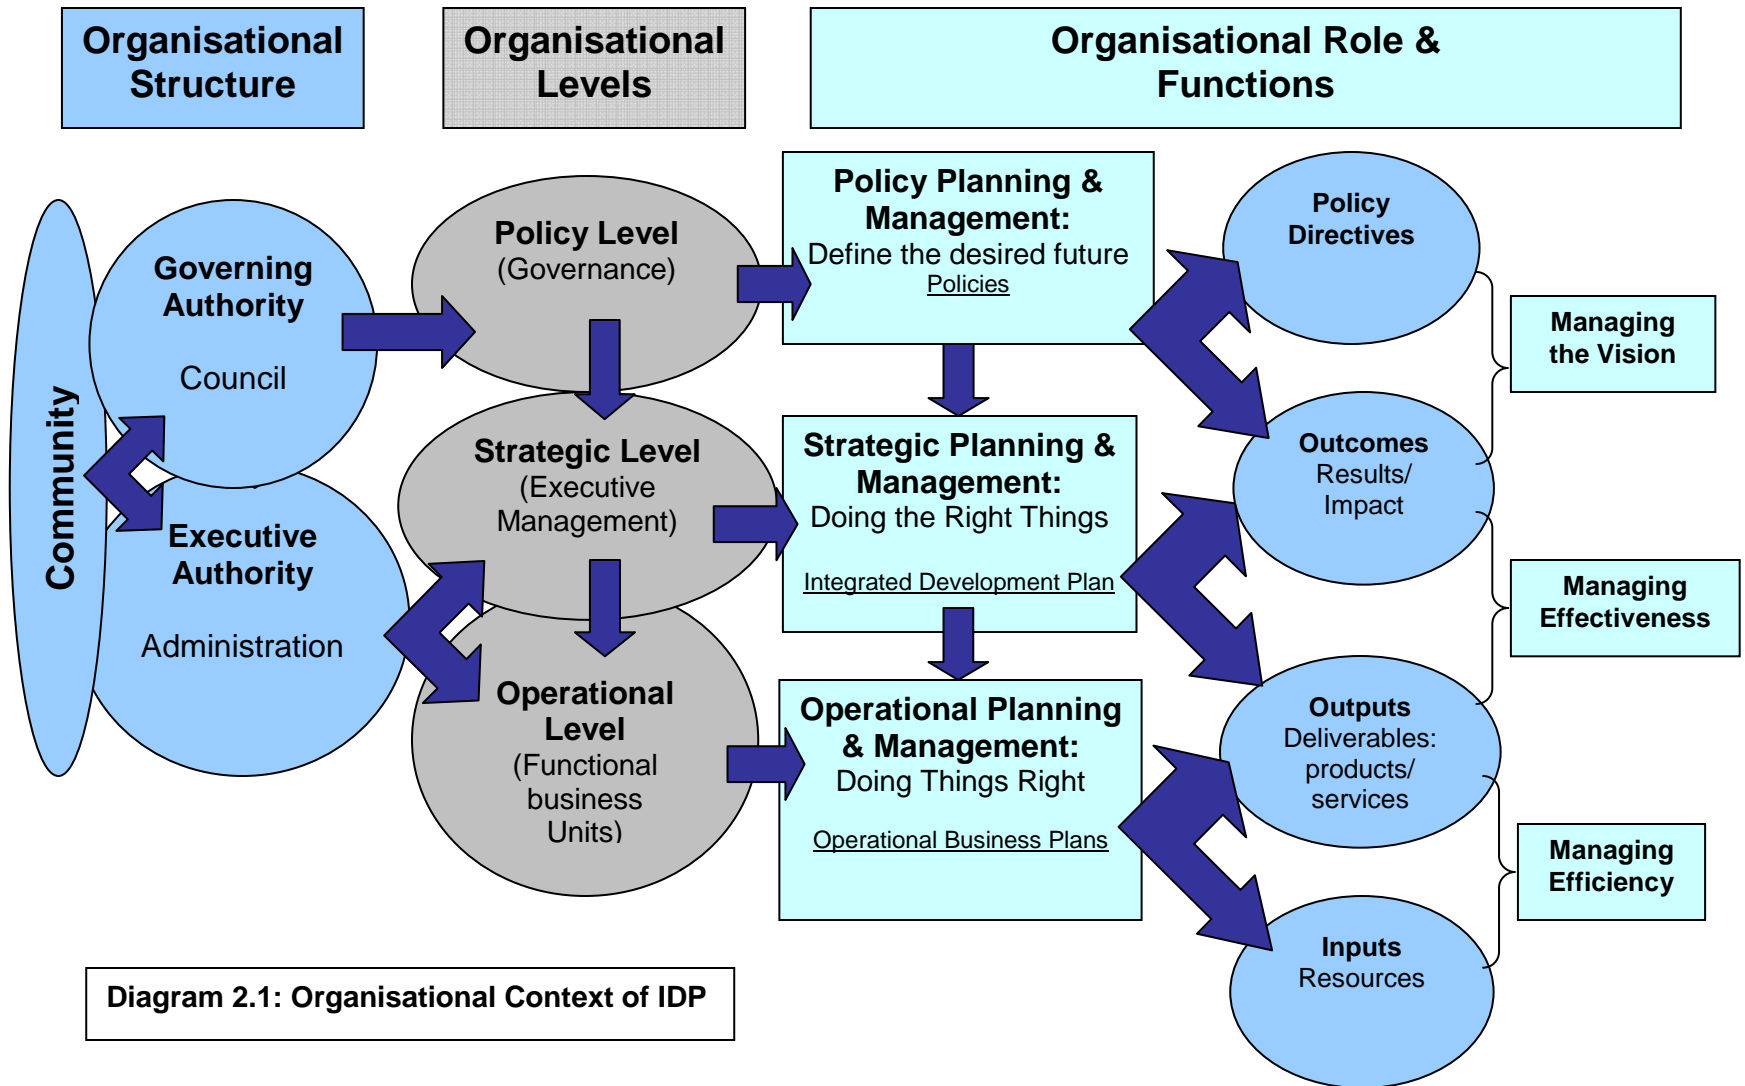 Organisational
Structure
Organisational
Levels
Organisational Role &
Functions
Community
Governing
Authority
Council
Executive
Authority
Administration
Policy Level
(Governance)
Strategic Level
(Executive
Management)
Operational
Level
(Functional
business
Units)
Policy Planning &
Management:
Define the desired future
Policies
Strategic Planning &
Management:
Doing the Right Things
Integrated Development Plan
Operational Planning
& Management:
Doing Things Right
Operational Business Plans
Policy
Directives
Outcomes
Results/
Impact
Outputs
Deliverables:
products/
services
Inputs
Resources
Managing
the Vision
Managing
Effectiveness
Managing
Efficiency
Diagram 2.1: Organisational Context of IDP